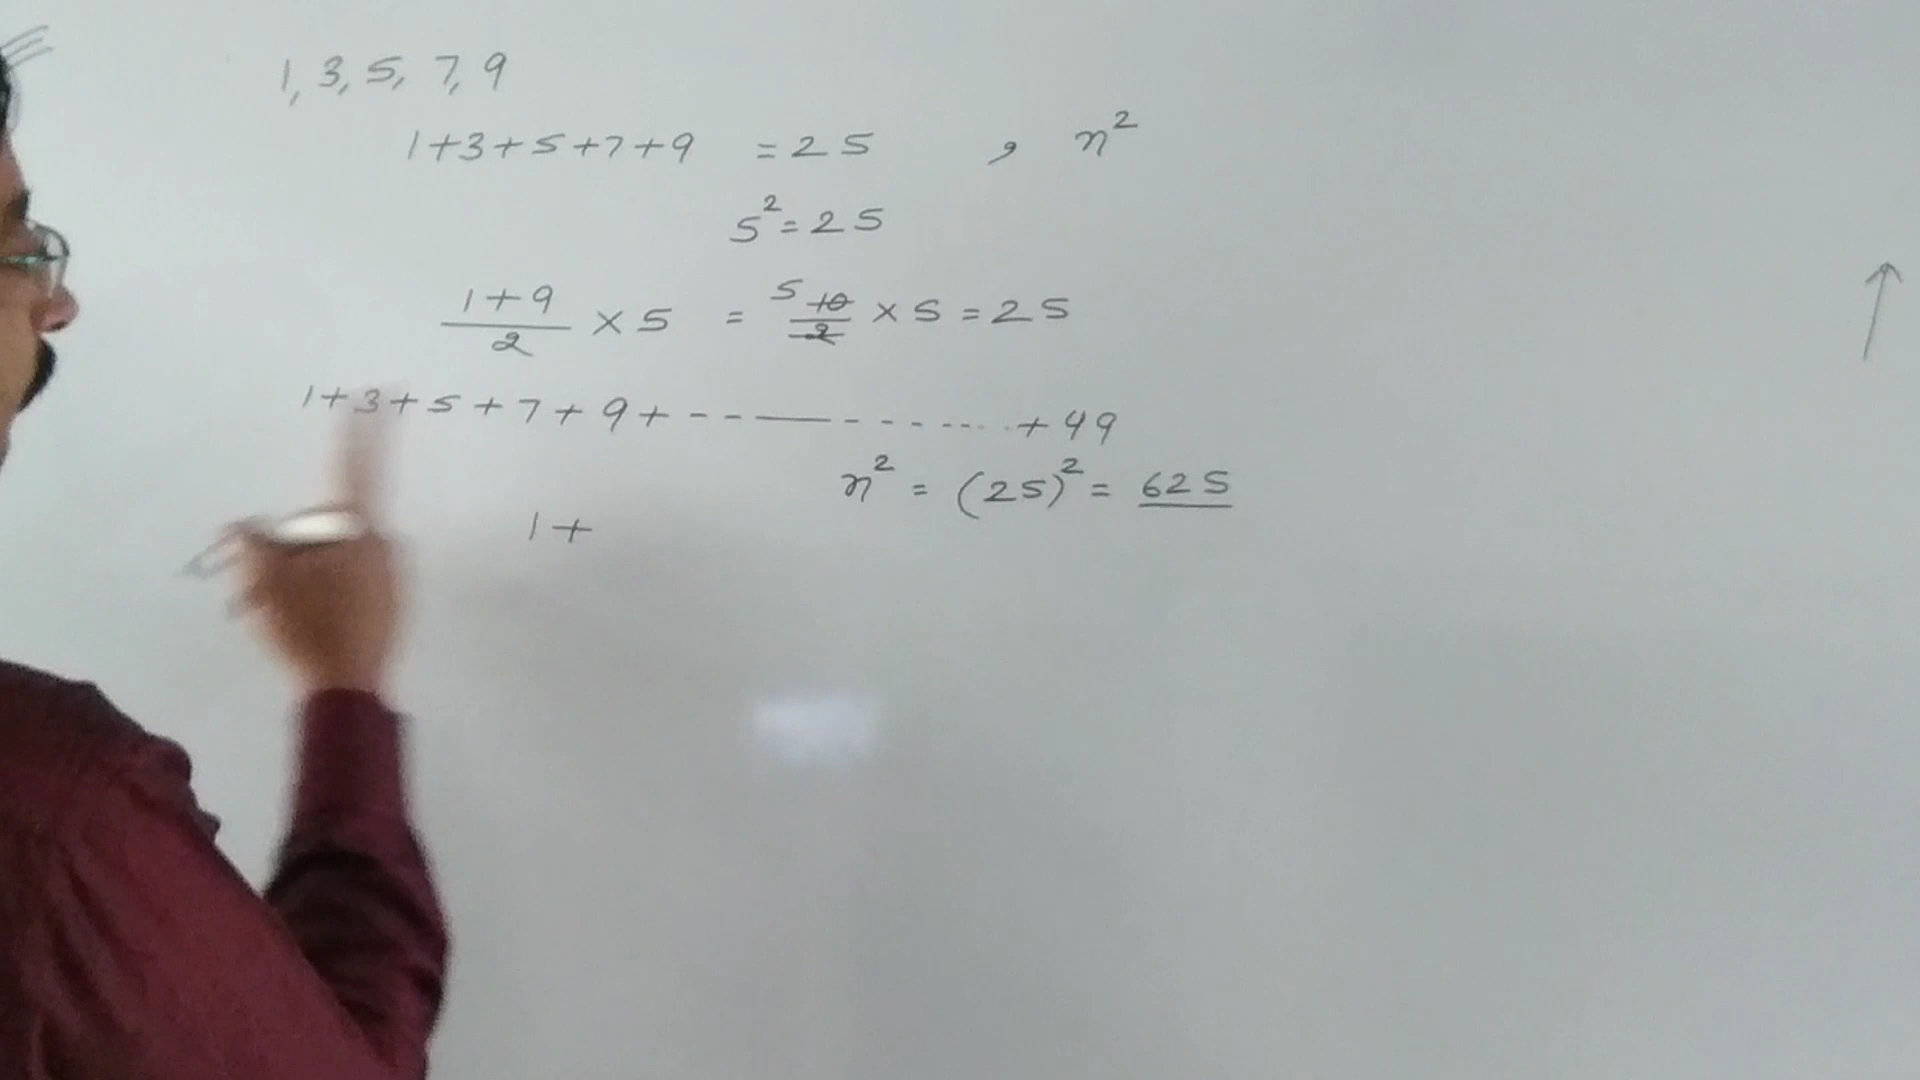 1, 3, 5, 7, 9
1+3+5+7+9 = 25 , n²
5² = 25
(1+9)/2 × 5 = 5 10/2 × 5 = 25
1+3+5+7+9+ -- — - - - - ... + 49
n² = (25)² = 625
1+